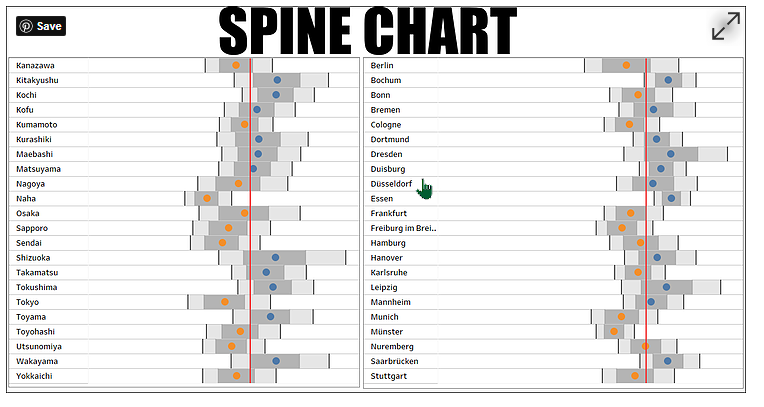 Save
SPINE CHART
Kanazawa
Kitakyushu
Kochi
Kofu
Kumamoto
Kurashiki
Maebashi
Matsuyama
Nagoya
Naha
Osaka
Sapporo
Sendai
Shizuoka
Takamatsu
Tokushima
Tokyo
Toyama
Toyohashi
Utsunomiya
Wakayama
Yokkaichi
Berlin
Bochum
Bonn
Bremen
Cologne
Dortmund
Dresden
Duisburg
Düsseldorf
Essen
Frankfurt
Freiburg im Brei..
Hamburg
Hanover
Karlsruhe
Leipzig
Mannheim
Munich
Münster
Nuremberg
Saarbrücken
Stuttgart